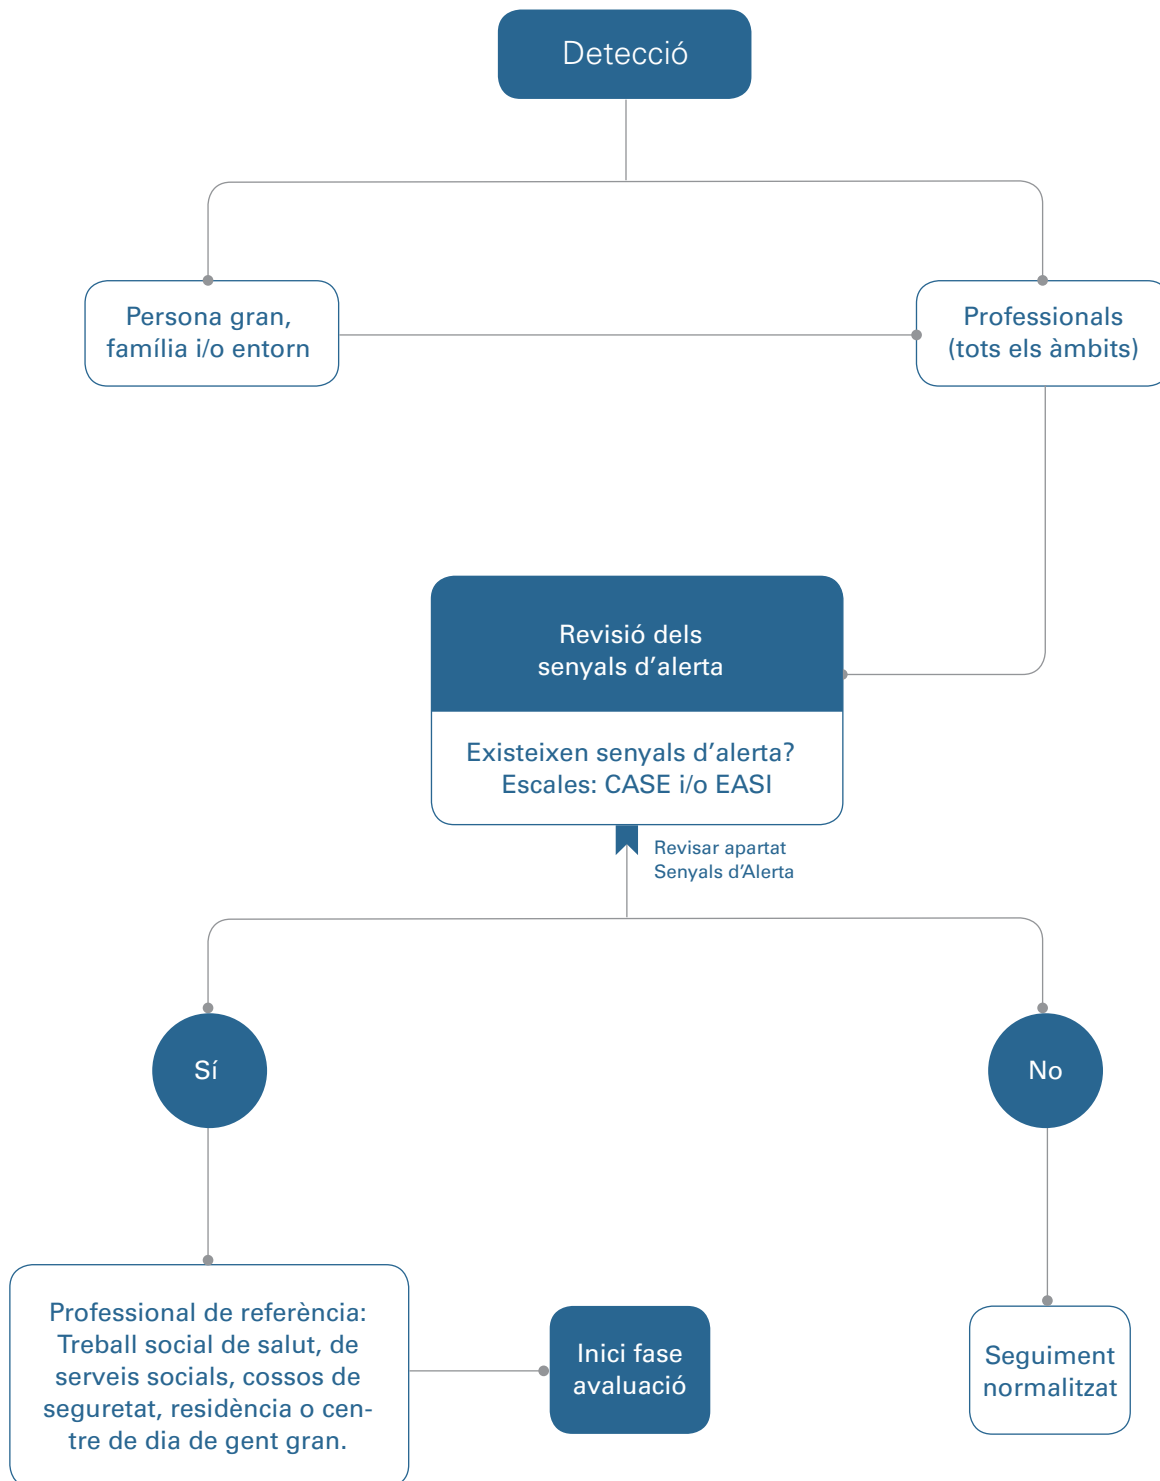 Detecció
Persona gran,
família i/o entorn
Professionals
(tots els àmbits)
Revisió dels
senyals d’alerta
Existeixen senyals d’alerta?
Escales: CASE i/o EASI
Revisar apartat
Senyals d’Alerta
Sí
No
Professional de referència:
Treball social de salut, de
serveis socials, cossos de
seguretat, residència o cen-
tre de dia de gent gran.
Inici fase
avaluació
Seguiment
normalitzat